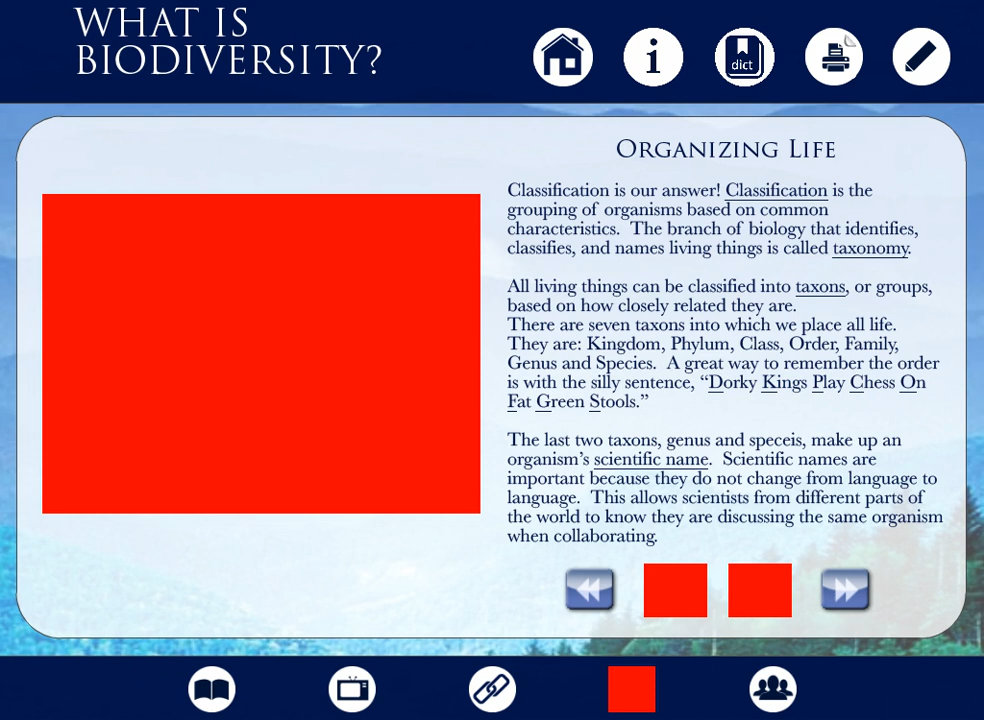 WHAT IS
BIODIVERSITY?
dict
Organizing Life
Classification is our answer! Classification is the
grouping of organisms based on common
characteristics. The branch of biology that identifies,
classifies, and names living things is called taxonomy.
All living things can be classified into taxons, or groups,
based on how closely related they are.
There are seven taxons into which we place all life.
They are: Kingdom, Phylum, Class, Order, Family,
Genus and Species. A great way to remember the order
is with the silly sentence, “Dorky Kings Play Chess On
Fat Green Stools.”
The last two taxons, genus and speceis, make up an
organism’s scientific name. Scientific names are
important because they do not change from language to
language. This allows scientists from different parts of
the world to know they are discussing the same organism
when collaborating.